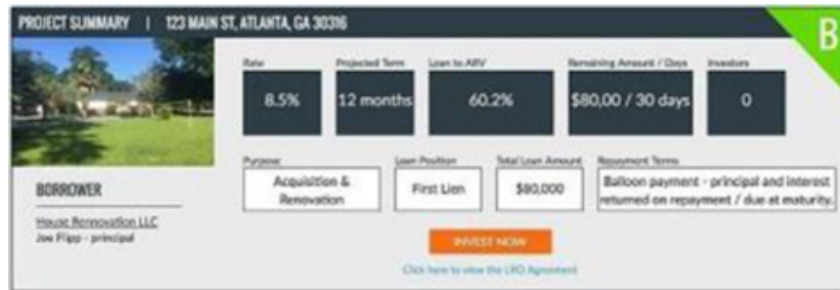 PROJECT SUMMARY | 123 MAIN ST, ATLANTA, GA 30316
B
Rate
Projected Term
Loan to ARV
Remaining Amount / Days
Investors
8.5%
12 months
60.2%
$80,00 / 30 days
0
Purpose
Loan Position
Total Loan Amount
Repayment Terms
Acquisition &
Renovation
First Lien
$80,000
Balloon payment - principal and interest
returned on repayment / due at maturity.
BORROWER
House Rennovation LLC
Joe Flipp - principal
INVEST NOW
Click here to view the LRO Agreement